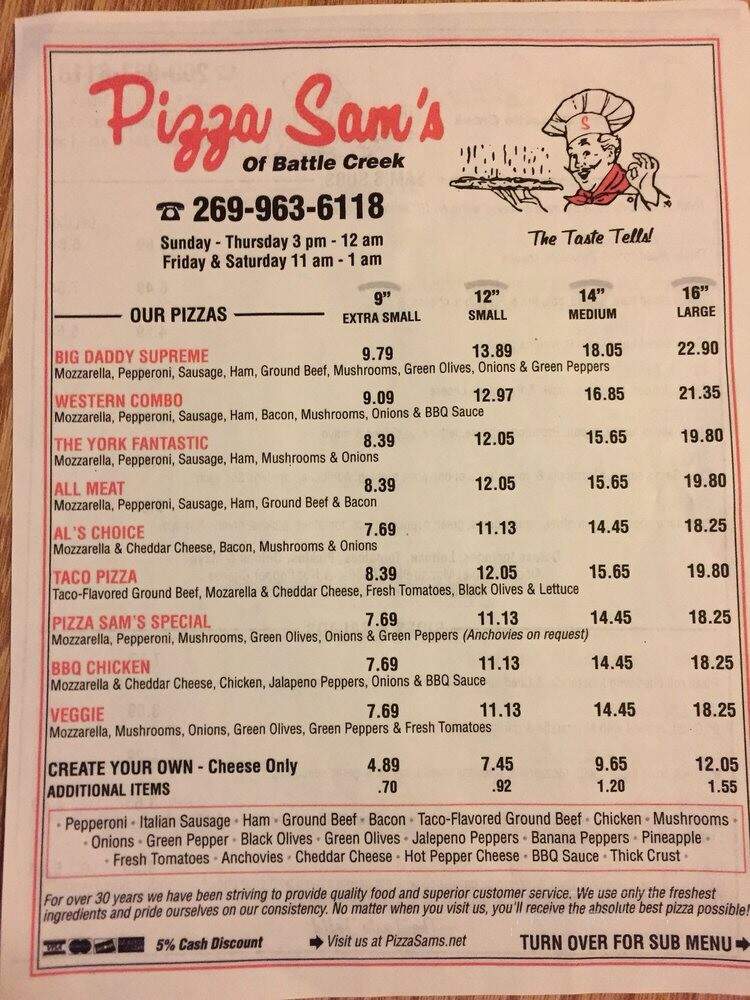 Pizza Sam's
Of Battle Creek
☎ 269-963-6118
Sunday - Thursday 3 pm - 12 am
Friday & Saturday 11 am - 1 am
S
The Taste Tells!
OUR PIZZAS 9" EXTRA SMALL 12" SMALL 14" MEDIUM 16" LARGE
BIG DADDY SUPREME 9.79 13.89 18.05 22.90
Mozzarella, Pepperoni, Sausage, Ham, Ground Beef, Mushrooms, Green Olives, Onions & Green Peppers
WESTERN COMBO 9.09 12.97 16.85 21.35
Mozzarella, Pepperoni, Sausage, Ham, Bacon, Mushrooms, Onions & BBQ Sauce
THE YORK FANTASTIC 8.39 12.05 15.65 19.80
Mozzarella, Pepperoni, Sausage, Ham, Mushrooms & Onions
ALL MEAT 8.39 12.05 15.65 19.80
Mozzarella, Pepperoni, Sausage, Ham, Ground Beef & Bacon
AL'S CHOICE 7.69 11.13 14.45 18.25
Mozzarella & Cheddar Cheese, Bacon, Mushrooms & Onions
TACO PIZZA 8.39 12.05 15.65 19.80
Taco-Flavored Ground Beef, Mozarella & Cheddar Cheese, Fresh Tomatoes, Black Olives & Lettuce
PIZZA SAM'S SPECIAL 7.69 11.13 14.45 18.25
Mozzarella, Pepperoni, Mushrooms, Green Olives, Onions & Green Peppers (Anchovies on request)
BBQ CHICKEN 7.69 11.13 14.45 18.25
Mozzarella & Cheddar Cheese, Chicken, Jalapeno Peppers, Onions & BBQ Sauce
VEGGIE 7.69 11.13 14.45 18.25
Mozzarella, Mushrooms, Onions, Green Olives, Green Peppers & Fresh Tomatoes
CREATE YOUR OWN - Cheese Only 4.89 7.45 9.65 12.05
ADDITIONAL ITEMS .70 .92 1.20 1.55
• Pepperoni • Italian Sausage • Ham • Ground Beef • Bacon • Taco-Flavored Ground Beef • Chicken • Mushrooms •
• Onions • Green Pepper • Black Olives • Green Olives • Jalepeno Peppers • Banana Peppers • Pineapple •
• Fresh Tomatoes • Anchovies • Cheddar Cheese • Hot Pepper Cheese • BBQ Sauce • Thick Crust •
For over 30 years we have been striving to provide quality food and superior customer service. We use only the freshest
ingredients and pride ourselves on our consistency. No matter when you visit us, you'll receive the absolute best pizza possible!
VISA 5% Cash Discount ➡ Visit us at PizzaSams.net TURN OVER FOR SUB MENU ➡